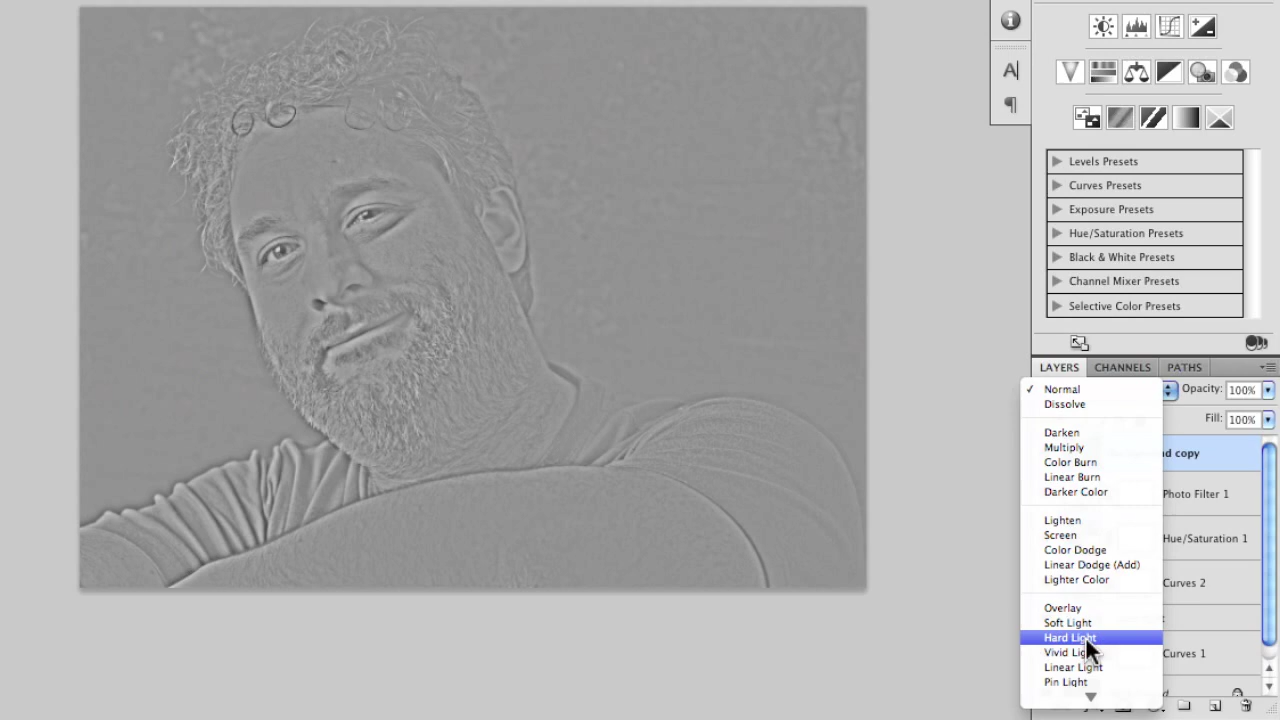 A|
¶
Levels Presets
Curves Presets
Exposure Presets
Hue/Saturation Presets
Black & White Presets
Channel Mixer Presets
Selective Color Presets
LAYERS CHANNELS PATHS
✓ Normal
Dissolve
Darken
Multiply
Color Burn
Linear Burn
Darker Color
Lighten
Screen
Color Dodge
Linear Dodge (Add)
Lighter Color
Overlay
Soft Light
Hard Light
Vivid
Linear Light
Pin Light
Opacity: 100%
Fill: 100%
copy
Photo Filter 1
Hue/Saturation 1
Curves 2
Curves 1